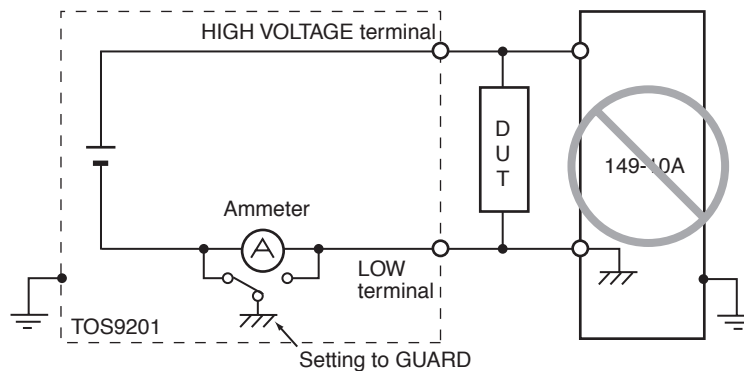 HIGH VOLTAGE terminal
D
U
T
149-10A
Ammeter
A
LOW
terminal
TOS9201
Setting to GUARD